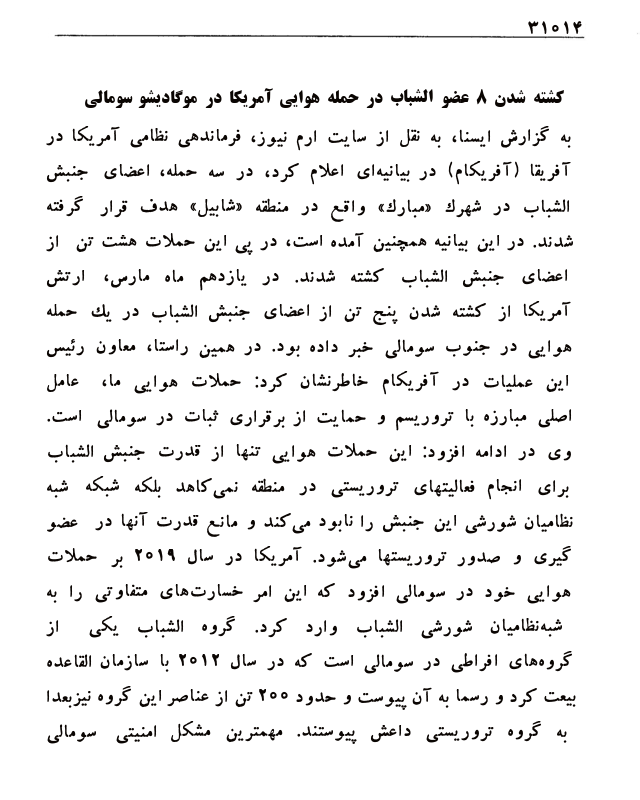 ۳۱۰۱۴
کشته شدن ۸ عضو الشباب در حمله هوایی آمریکا در موگادیشو سومالی
به گزارش ایسنا، به نقل از سایت ارم نیوز، فرماندهی نظامی آمریکا در
آفریقا (آفریکام) در بیانیه‌ای اعلام کرد، در سه حمله، اعضای جنبش
الشباب در شهرك «مبارك» واقع در منطقه «شابیل» هدف قرار گرفته
شدند. در این بیانیه همچنین آمده است، در پی این حملات هشت تن از
اعضای جنبش الشباب کشته شدند. در یازدهم ماه مارس، ارتش
آمریکا از کشته شدن پنج تن از اعضای جنبش الشباب در یك حمله
هوایی در جنوب سومالی خبر داده بود. در همین راستا، معاون رئیس
این عملیات در آفریکام خاطرنشان کرد: حملات هوایی ما، عامل
اصلی مبارزه با تروریسم و حمایت از برقراری ثبات در سومالی است.
وی در ادامه افزود: این حملات هوایی تنها از قدرت جنبش الشباب
برای انجام فعالیتهای تروریستی در منطقه نمی‌کاهد بلکه شبکه شبه
نظامیان شورشی این جنبش را نابود می‌کند و مانع قدرت آنها در عضو
گیری و صدور تروریستها می‌شود. آمریکا در سال ۲۰۱۹ بر حملات
هوایی خود در سومالی افزود که این امر خسارت‌های متفاوتی را به
شبه‌نظامیان شورشی الشباب وارد کرد. گروه الشباب یکی از
گروه‌های افراطی در سومالی است که در سال ۲۰۱۲ با سازمان القاعده
بیعت کرد و رسما به آن پیوست و حدود ۲۰۰ تن از عناصر این گروه نیزبعدا
به گروه تروریستی داعش پیوستند. مهمترین مشکل امنیتی سومالی